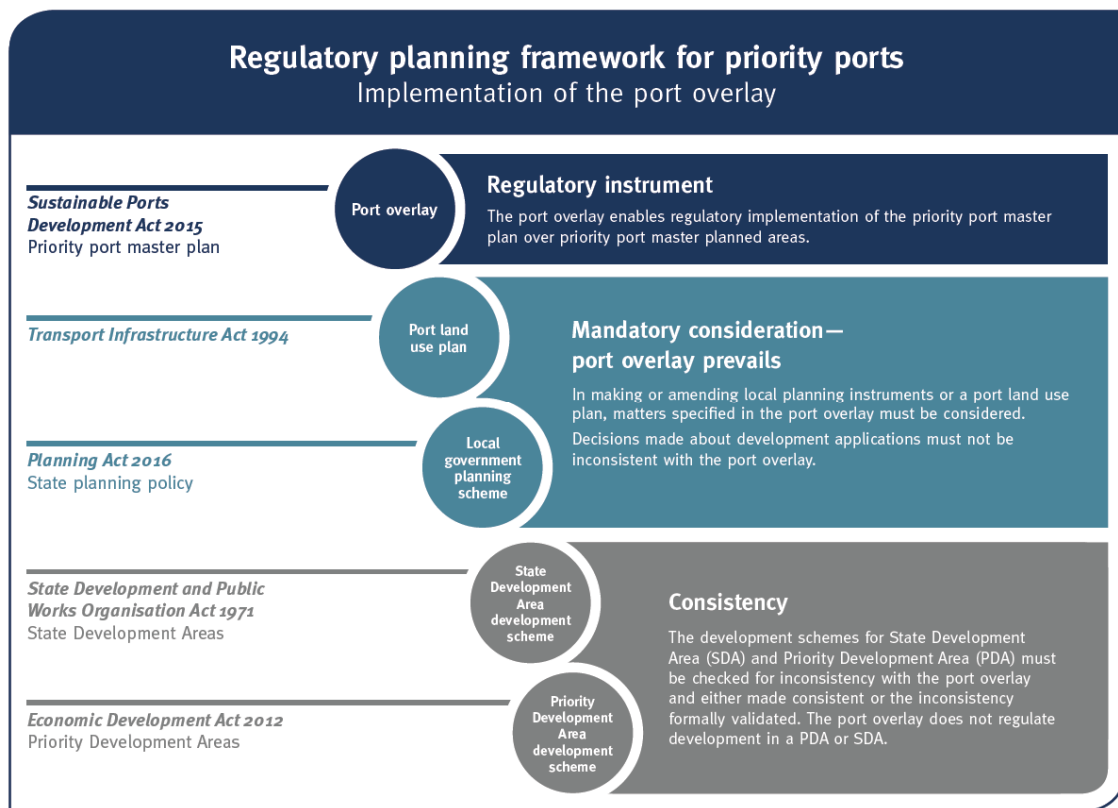 Regulatory planning framework for priority ports
Implementation of the port overlay
Sustainable Ports
Development Act 2015
Priority port master plan
Port overlay
Regulatory instrument
The port overlay enables regulatory implementation of the priority port master
plan over priority port master planned areas.
Transport Infrastructure Act 1994
Port land
use plan
Mandatory consideration—
port overlay prevails
In making or amending local planning instruments or a port land use
plan, matters specified in the port overlay must be considered.
Decisions made about development applications must not be
inconsistent with the port overlay.
Planning Act 2016
State planning policy
Local
government
planning
scheme
State Development and Public
Works Organisation Act 1971
State Development Areas
State
Development
Area
development
scheme
Consistency
The development schemes for State Development
Area (SDA) and Priority Development Area (PDA) must
be checked for inconsistency with the port overlay
and either made consistent or the inconsistency
formally validated. The port overlay does not regulate
development in a PDA or SDA.
Economic Development Act 2012
Priority Development Areas
Priority
Development
Area
development
scheme